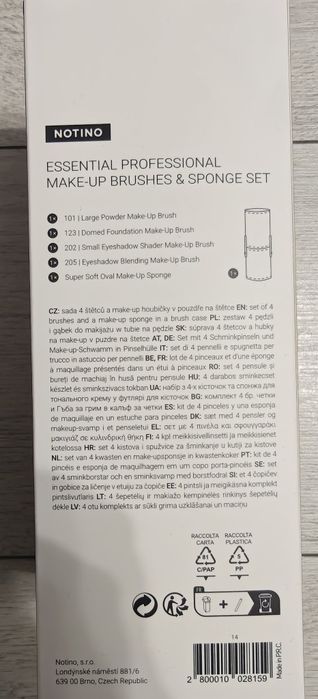 NOTINO
ESSENTIAL PROFESSIONAL
MAKE-UP BRUSHES & SPONGE SET
1× 101 | Large Powder Make-Up Brush
1× 123 | Domed Foundation Make-Up Brush
1× 202 | Small Eyeshadow Shader Make-Up Brush
1× 205 | Eyeshadow Blending Make-Up Brush
1× Super Soft Oval Make-Up Sponge
1×
CZ: sada 4 štětců a make-up houbičky v pouzdře na štětce EN: set of 4
brushes and a make-up sponge in a brush case PL: zestaw 4 pędzli
i gąbek do makijażu w tubie na pędzle SK: súprava 4 štetcov a hubky
na make-up v puzdre na štetce AT, DE: Set mit 4 Schminkpinseln und
Make-up-Schwamm in Pinselhülle IT: set di 4 pennelli e spugnetta per
trucco in astuccio per pennelli BE, FR: lot de 4 pinceaux et d'une éponge
à maquillage présentés dans un étui à pinceaux RO: set 4 pensule și
bureți de machiaj în husă pentru pensule HU: 4 darabos sminkecset
készlet és sminkszivacs tokban UA: набір з 4-х кісточок та спонжа для
тонального крему у футлярі для кісточок BG: комплект 4 бр. четки
и Гъба за грим в калъф за четки ES: kit de 4 pinceles y una esponja
de maquillaje en un estuche para pinceles DK: sæt med 4 pensler og
makeup-svamp i et penseletui EL: σετ με 4 πινέλα και σφουγγαράκι
μακιγιάζ σε κυλινδρική θήκη FI: 4 kpl meikkisivellinsetti ja meikkisienet
kotelossa HR: set 4 kistova i spužvice za šminkanje u kutiji za kistove
NL: set van 4 kwasten en make-upsponsje in kwastenkoker PT: kit de 4
pincéis e esponja de maquilhagem em um copo porta-pincéis SE: set
av 4 sminkborstar och en sminksvamp med borstfodral SI: et 4 čopičev
in gobice za ličenje v etuiju za čopiče EE: 4 pintsli ja meigikäsna komplekt
pintslivutlaris LT: 4 šepetėlių ir makiažo kempinėlės rinkinys šepetėlių
dėkle LV: 4 otu komplekts ar sūkli grima uzklāšanai un maciņu
RACCOLTA CARTA
RACCOLTA PLASTICA
81
5
C/PAP
PP
FR
+
14
Made in P.R.C.
2 800010 028159
Notino, s.r.o.
Londýnské náměstí 881/6
639 00 Brno, Czech Republic